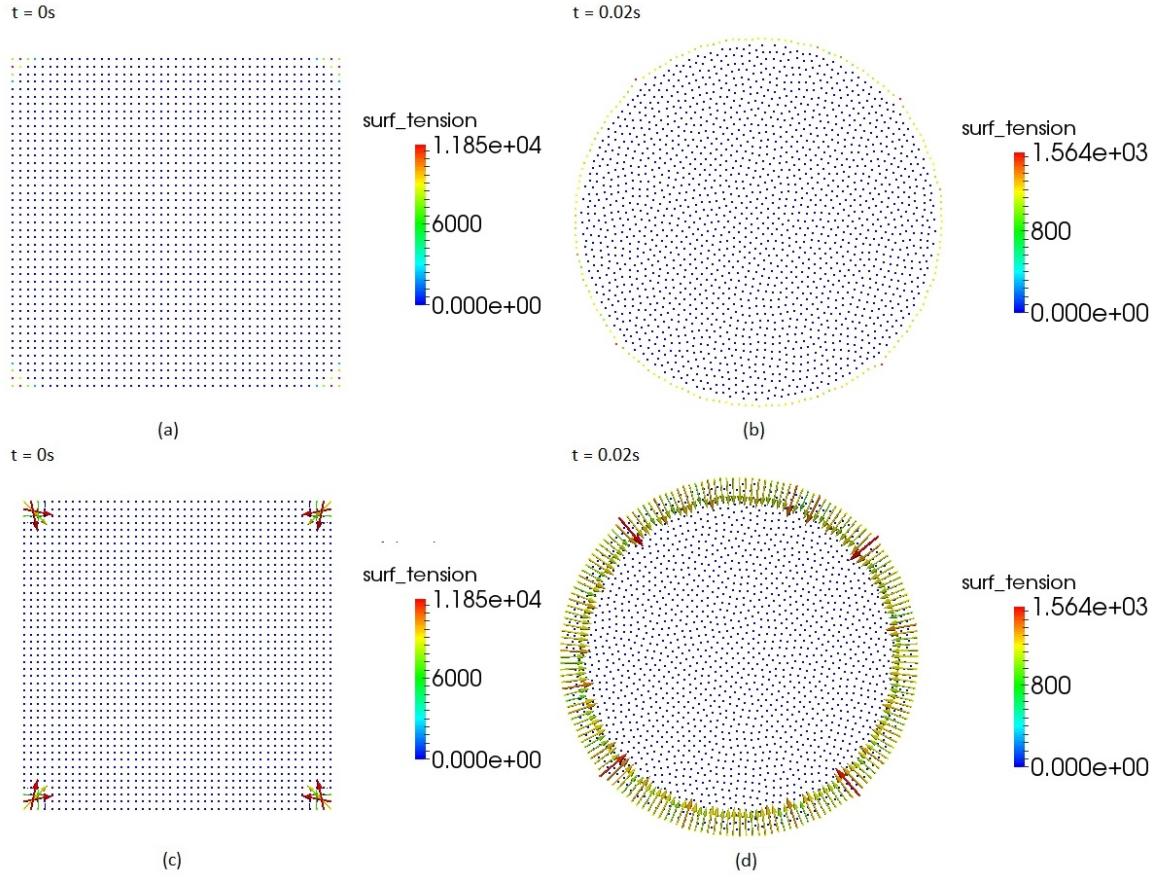 t = 0s
t = 0.02s
surf_tension
1.185e+04
6000
0.000e+00
surf_tension
1.564e+03
800
0.000e+00
(a)
(b)
t = 0s
t = 0.02s
surf_tension
1.185e+04
6000
0.000e+00
surf_tension
1.564e+03
800
0.000e+00
(c)
(d)